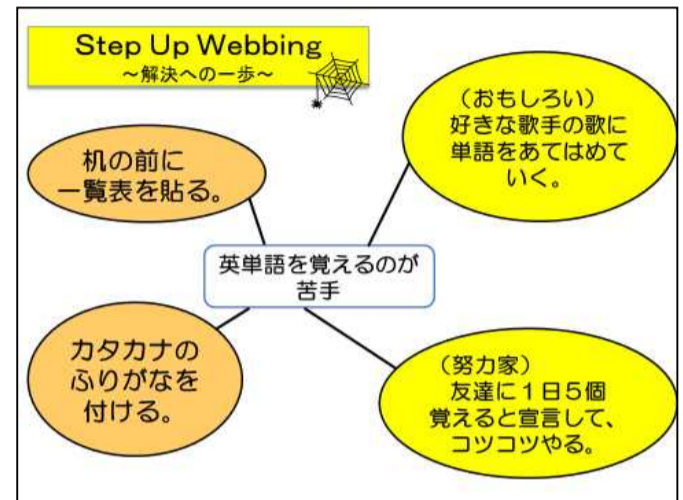 Step Up Webbing
～解決への一歩～
（おもしろい）
好きな歌手の歌に
単語をあてはめて
いく。
机の前に
一覧表を貼る。
英単語を覚えるのが
苦手
カタカナの
ふりがなを
付ける。
（努力家）
友達に１日５個
覚えると宣言して、
コツコツやる。